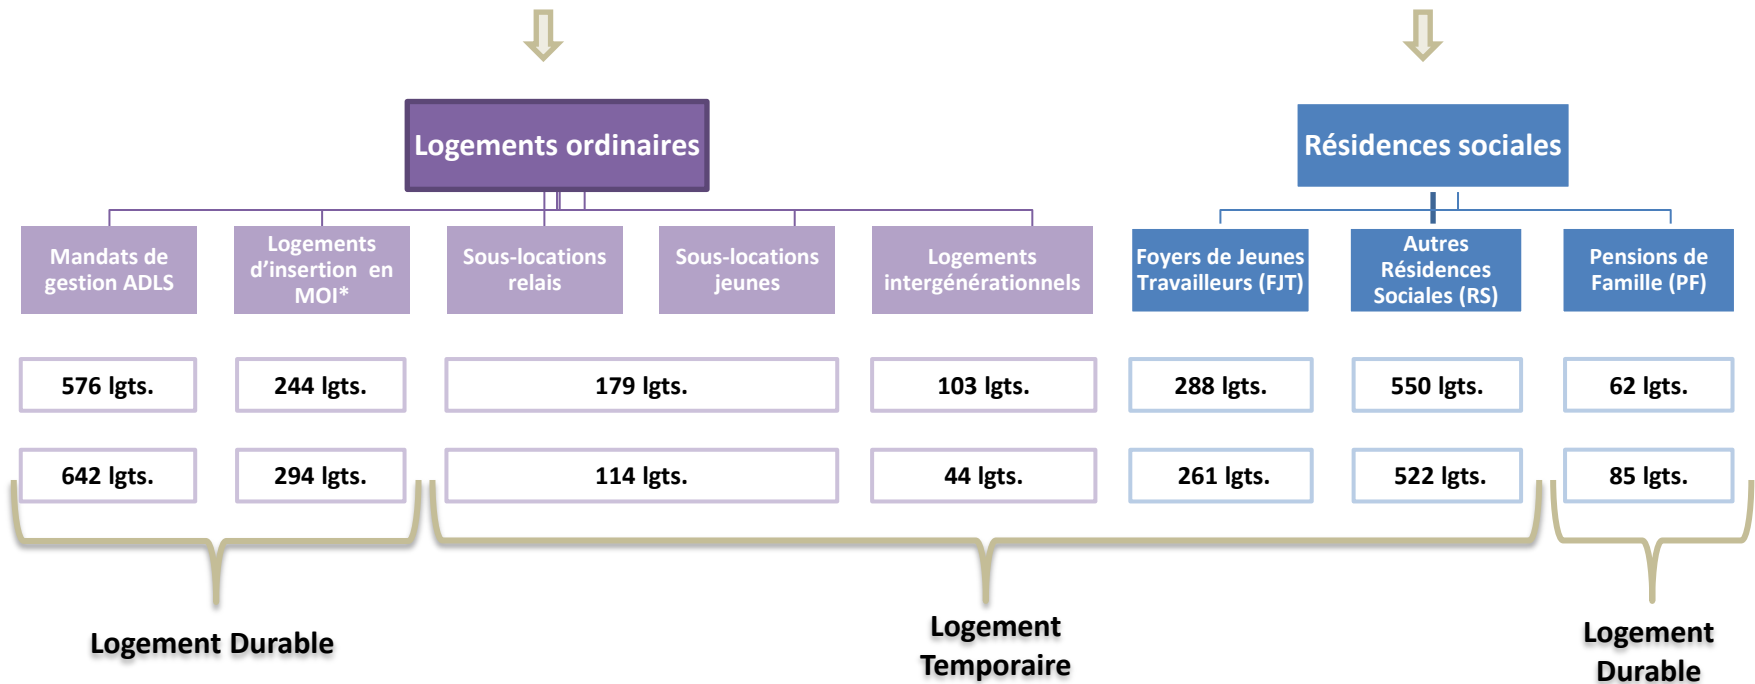 Logements ordinaires
Résidences sociales
Mandats de
gestion ADLS
Logements
d'insertion en
MOI*
Sous-locations
relais
Sous-locations
jeunes
Logements
intergénérationnels
Foyers de Jeunes
Travailleurs (FJT)
Autres
Résidences
Sociales (RS)
Pensions de
Famille (PF)
576 lgts.
244 lgts.
179 lgts.
103 lgts.
288 lgts.
550 lgts.
62 lgts.
642 lgts.
294 lgts.
114 lgts.
44 lgts.
261 lgts.
522 lgts.
85 lgts.
Logement Durable
Logement
Temporaire
Logement
Durable